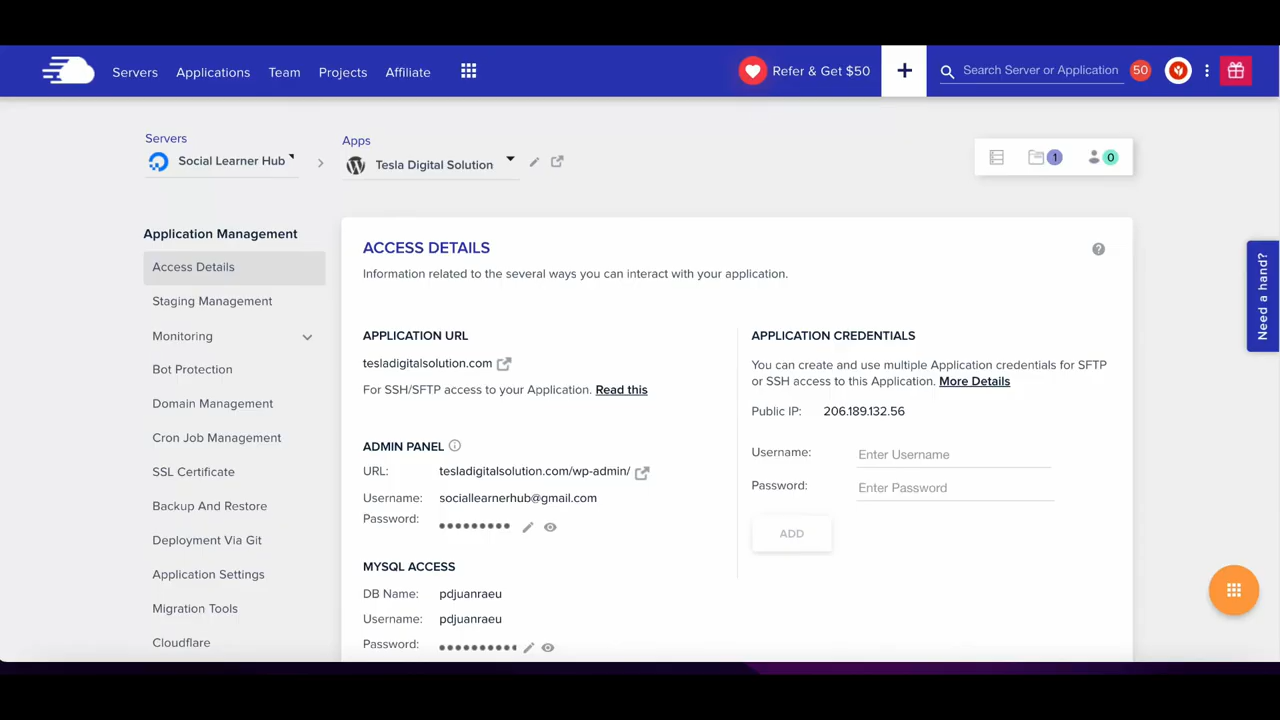 Servers
Applications
Team
Projects
Affiliate
Refer & Get $50
+
Search Server or Application
50
Servers
Social Learner Hub
Apps
Tesla Digital Solution
1
0
Application Management
Access Details
Staging Management
Monitoring
Bot Protection
Domain Management
Cron Job Management
SSL Certificate
Backup And Restore
Deployment Via Git
Application Settings
Migration Tools
Cloudflare
ACCESS DETAILS
Information related to the several ways you can interact with your application.
APPLICATION URL
tesladigitalsolution.com
For SSH/SFTP access to your Application. Read this
ADMIN PANEL
URL: tesladigitalsolution.com/wp-admin/
Username: sociallearnerhub@gmail.com
Password: •••••••••
MYSQL ACCESS
DB Name: pdjuanraeu
Username: pdjuanraeu
Password: ••••••••••
APPLICATION CREDENTIALS
You can create and use multiple Application credentials for SFTP
or SSH access to this Application. More Details
Public IP: 206.189.132.56
Username: Enter Username
Password: Enter Password
ADD
Need a hand?